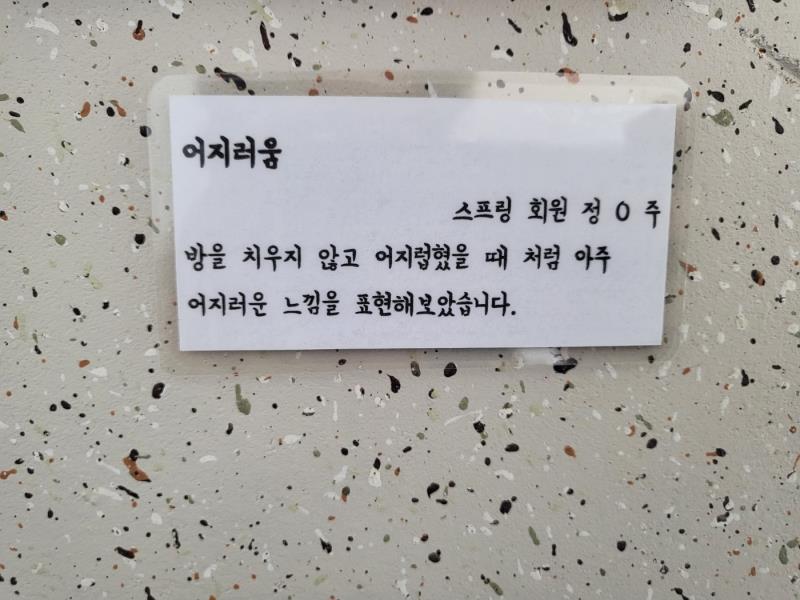 어지러움
스프링 회원 정 O 주
방을 치우지 않고 어지럽혔을 때 처럼 아주
어지러운 느낌을 표현해보았습니다.